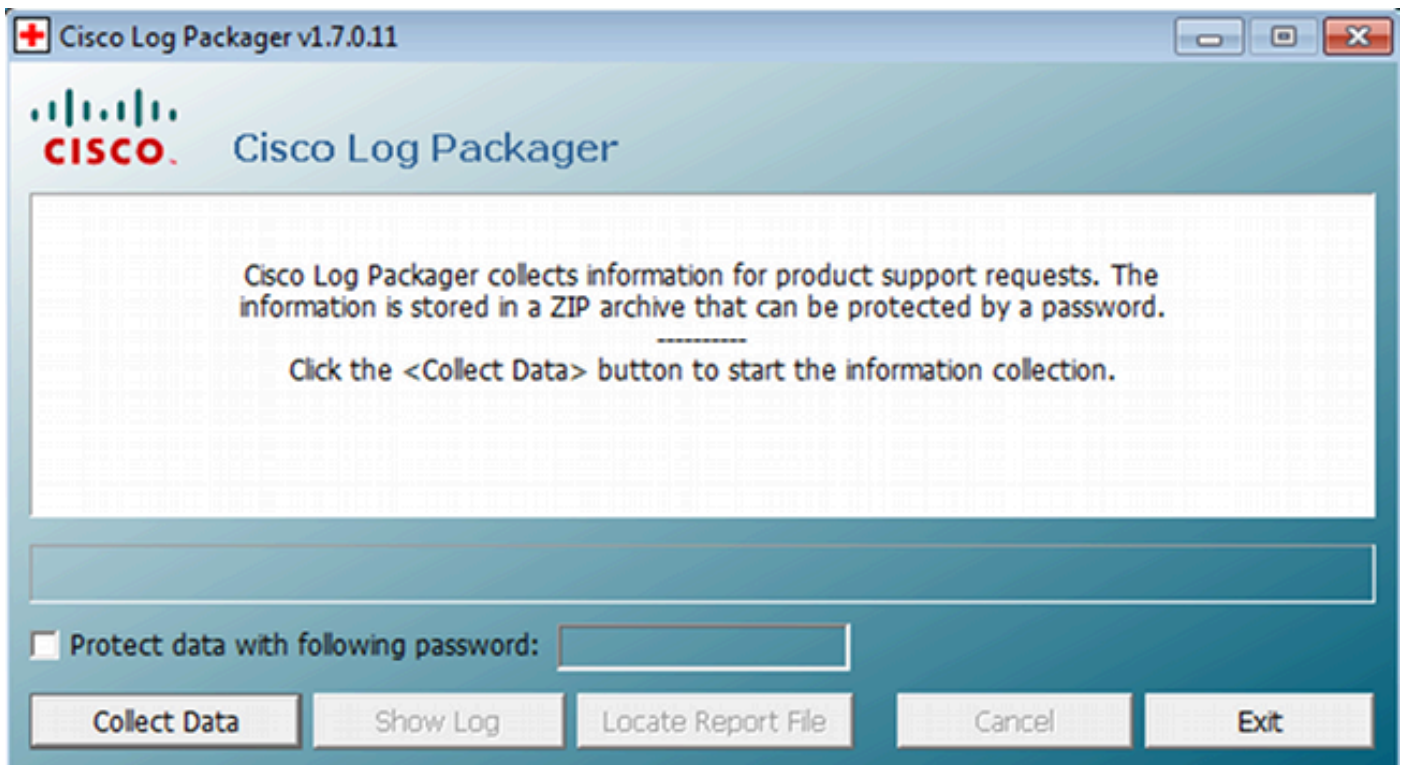 Cisco Log Packager v1.7.0.11
CISCO.
Cisco Log Packager
Cisco Log Packager collects information for product support requests. The
information is stored in a ZIP archive that can be protected by a password.
----------
Click the <Collect Data> button to start the information collection.
Protect data with following password:
Collect Data
Show Log
Locate Report File
Cancel
Exit